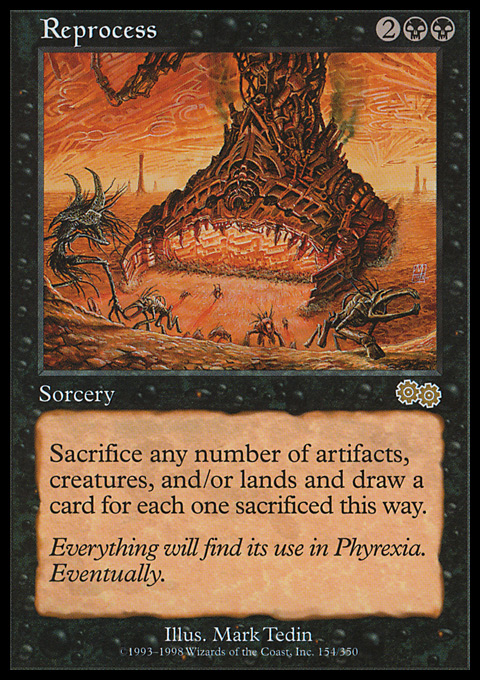 Reprocess 2
Sorcery
Sacrifice any number of artifacts,
creatures, and/or lands and draw a
card for each one sacrificed this way.
Everything will find its use in Phyrexia.
Eventually.
Illus. Mark Tedin
©1993-1998 Wizards of the Coast, Inc. 154/350